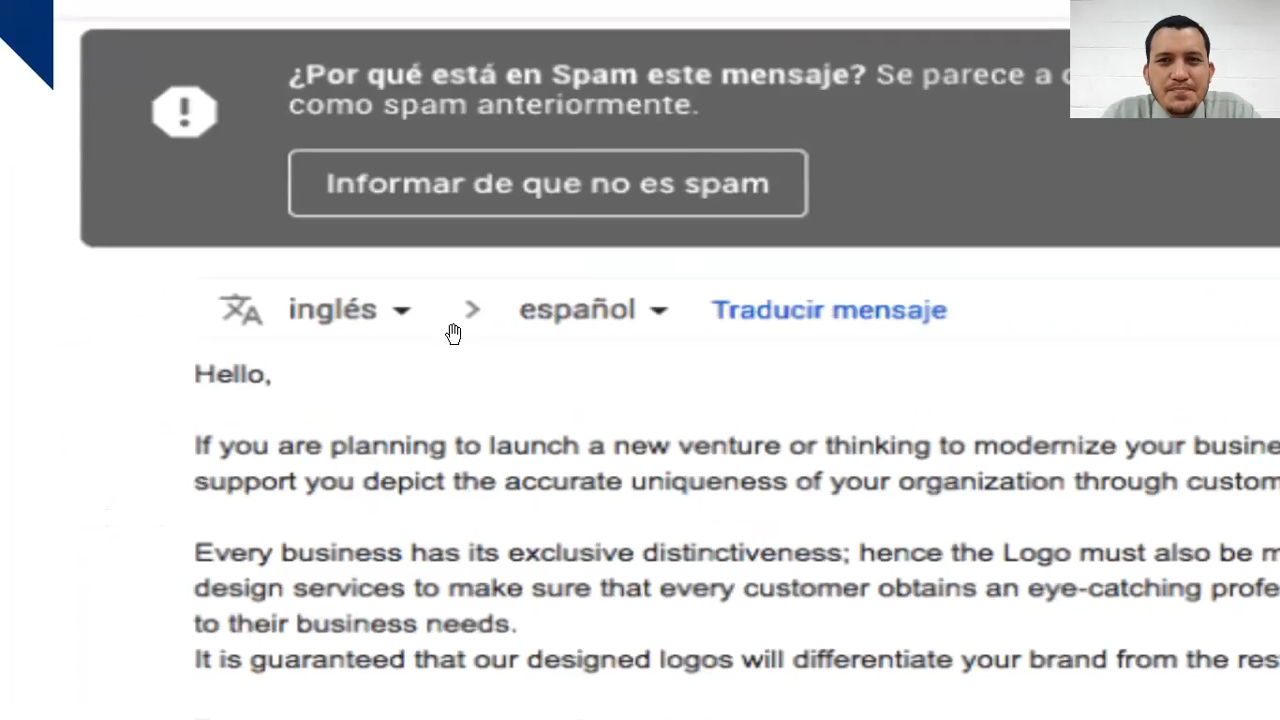 ¿Por qué está en Spam este mensaje? Se parece a
como spam anteriormente.
Informar de que no es spam
inglés > español Traducir mensaje
Hello,
If you are planning to launch a new venture or thinking to modernize your
support you depict the accurate uniqueness of your organization through
Every business has its exclusive distinctiveness; hence the Logo must also be
design services to make sure that every customer obtains an eye-catching
to their business needs.
It is guaranteed that our designed logos will differentiate your brand from the